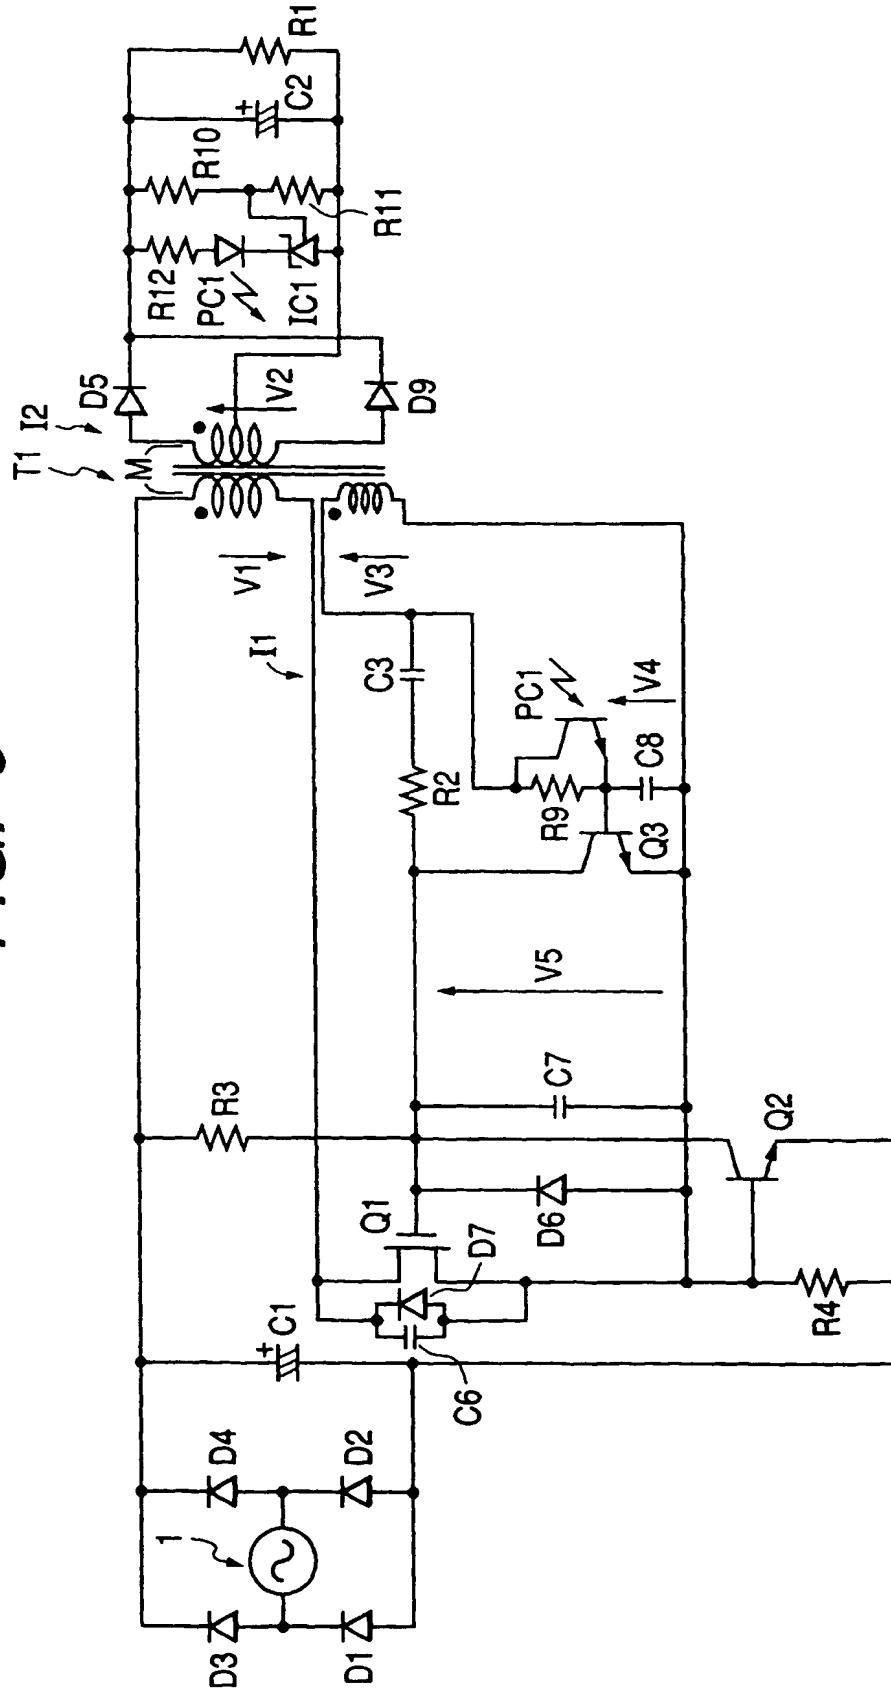 D3
D1
1
D4
D2
+
C1
C6
D7
Q1
R3
D6
C7
R4
Q2
V5
R2
C3
R9
Q3
PC1
C8
V4
I1
V1
V3
T1
I2
M
D5
V2
D9
R12
PC1
IC1
R10
R11
+
C2
R1